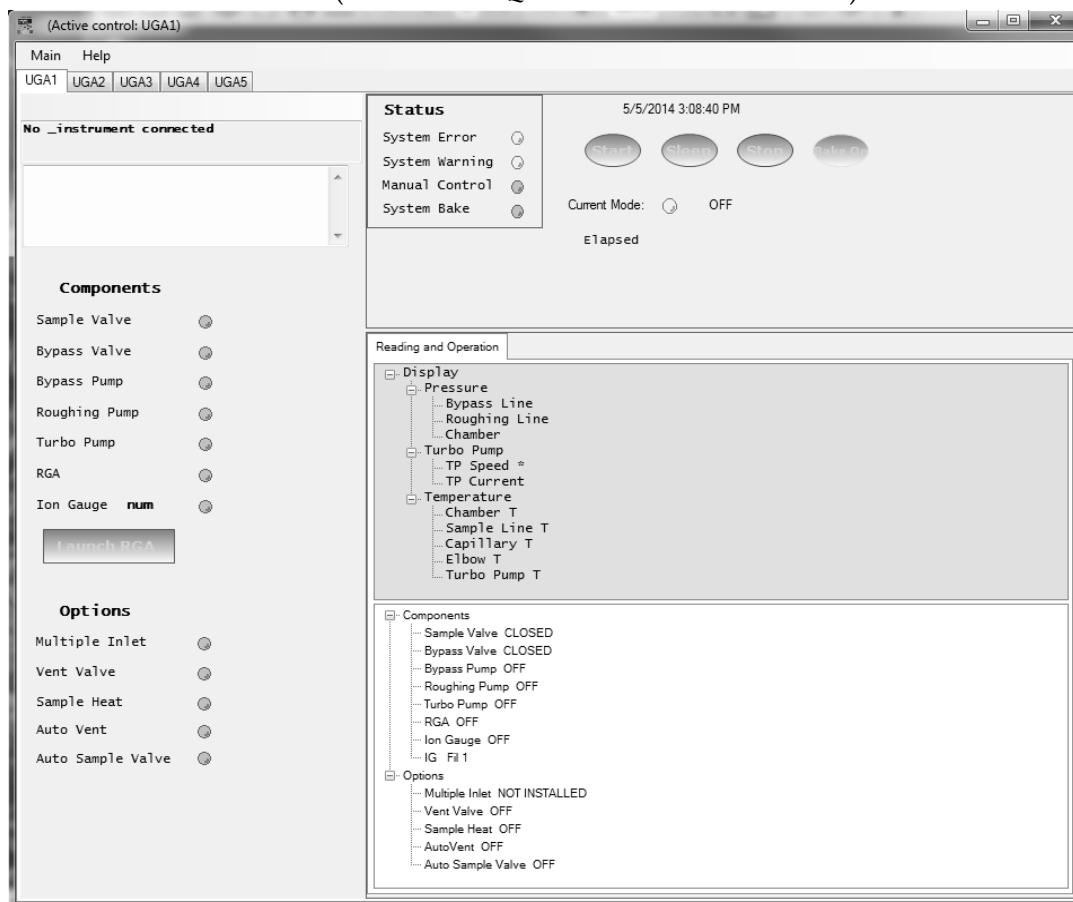 (Active control: UGA1)
Main Help
UGA1 UGA2 UGA3 UGA4 UGA5
No _instrument connected
Status
System Error
System Warning
Manual Control
System Bake
5/5/2014 3:08:40 PM
Start Sleep Stop Bake On
Current Mode: OFF
Elapsed
Components
Sample Valve
Bypass Valve
Bypass Pump
Roughing Pump
Turbo Pump
RGA
Ion Gauge num
Launch RGA
Options
Multiple Inlet
Vent Valve
Sample Heat
Auto Vent
Auto Sample Valve
Reading and Operation
Display
Pressure
Bypass Line
Roughing Line
Chamber
Turbo Pump
TP Speed *
TP Current
Temperature
Chamber T
Sample Line T
Capillary T
Elbow T
Turbo Pump T
Components
Sample Valve CLOSED
Bypass Valve CLOSED
Bypass Pump OFF
Roughing Pump OFF
Turbo Pump OFF
RGA OFF
Ion Gauge OFF
IG Fil 1
Options
Multiple Inlet NOT INSTALLED
Vent Valve OFF
Sample Heat OFF
AutoVent OFF
Auto Sample Valve OFF